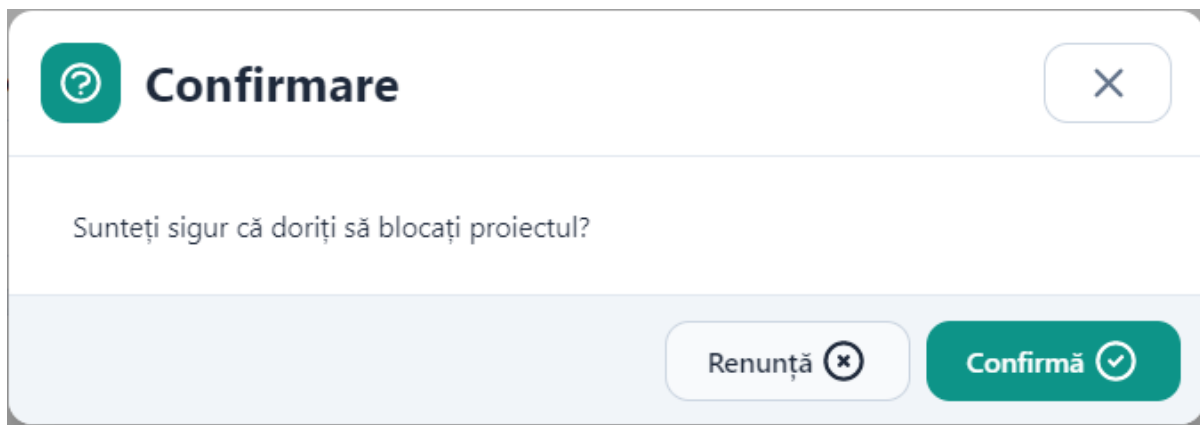 Confirmare
Sunteți sigur că doriți să blocați proiectul?
Renunță
Confirmă